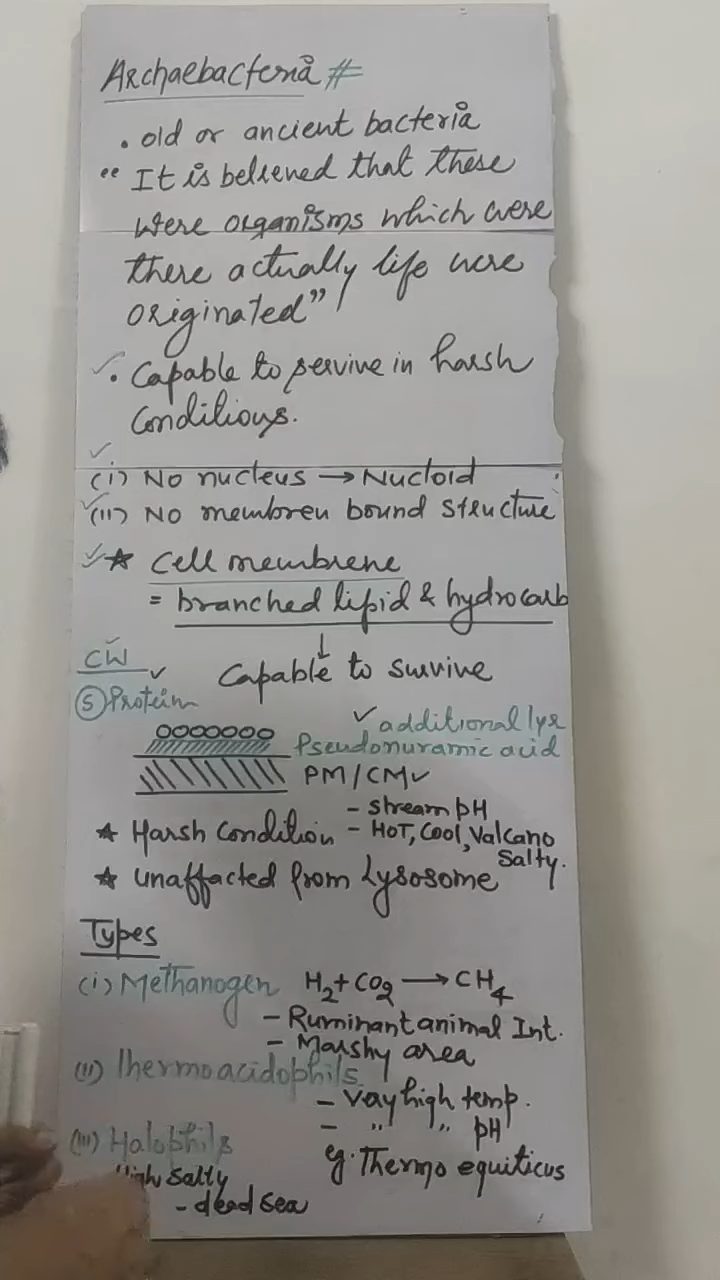 Archaebacteria #
. old or ancient bacteria
" It is believed that these
were organisms which were
there actually life were
originated"
. Capable to servive in harsh
Conditions.
(i) No nucleus → Nucloid
(ii) No membren bound structure
★ Cell membrene
= branched lipid & hydrocarb
↓
CW Capable to survive
(S) Protein
✓ additional lyr
Pseudonuramic acid
PM/CM ✓
- stream pH
★ Harsh Condition - HOT, Cool, Valcano
Salty.
★ unaffacted from Lysosome
Types
(i) Methanogen H2 + CO2 → CH4
- Ruminant animal Int.
- Marshy area
(ii) Thermoacidophils
- Vary high temp.
- " " pH
(iii) Halophils eg. Thermo equiticus
High Salty
- dead sea